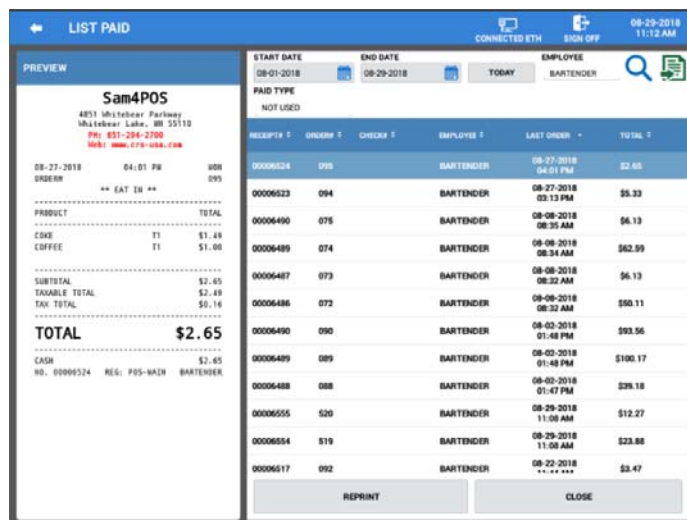 LIST PAID
CONNECTED ETH
SIGN OFF
08-29-2018
11:12 AM
PREVIEW
Sam4POS
4851 Whitebear Parkway
Whitebear Lake, MN 55110
PH: 651-294-2700
Web: www.crs-usa.com
08-27-2018 04:01 PM MON
ORDER# 095
** EAT IN **
PRODUCT TOTAL
COKE T1 $1.49
COFFEE T1 $1.00
SUBTOTAL $2.65
TAXABLE TOTAL $2.49
TAX TOTAL $0.16
TOTAL $2.65
CASH $2.65
NO. 00006524 REG: POS-MAIN BARTENDER
START DATE END DATE EMPLOYEE
08-01-2018 08-29-2018 TODAY BARTENDER
PAID TYPE
NOT USED
RECEIPT# ORDER# CHECK# EMPLOYEE LAST ORDER TOTAL
00006524 095 BARTENDER 08-27-2018 04:01 PM $2.65
00006523 094 BARTENDER 08-27-2018 03:13 PM $5.33
00006490 075 BARTENDER 08-08-2018 08:35 AM $6.13
00006489 074 BARTENDER 08-08-2018 08:34 AM $62.59
00006487 073 BARTENDER 08-08-2018 08:32 AM $6.13
00006486 072 BARTENDER 08-08-2018 08:32 AM $50.11
00006490 090 BARTENDER 08-02-2018 01:48 PM $93.56
00006489 089 BARTENDER 08-02-2018 01:48 PM $100.17
00006488 088 BARTENDER 08-02-2018 01:47 PM $39.18
00006555 520 BARTENDER 08-29-2018 11:08 AM $12.27
00006554 519 BARTENDER 08-29-2018 11:08 AM $23.88
00006517 092 BARTENDER 08-22-2018 $3.47
REPRINT CLOSE